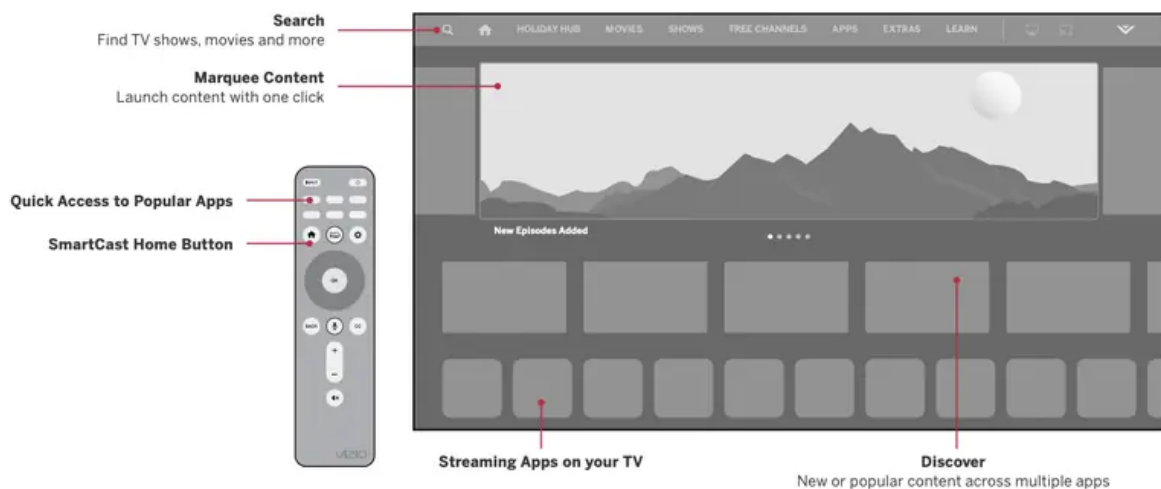 Search
Find TV shows, movies and more
Marquee Content
Launch content with one click
Quick Access to Popular Apps
SmartCast Home Button
HOLIDAY HUB MOVIES SHOWS FREE CHANNELS APPS EXTRAS LEARN
New Episodes Added
INPUT
OK
BACK
CC
+
–
VIZIO
Streaming Apps on your TV
Discover
New or popular content across multiple apps